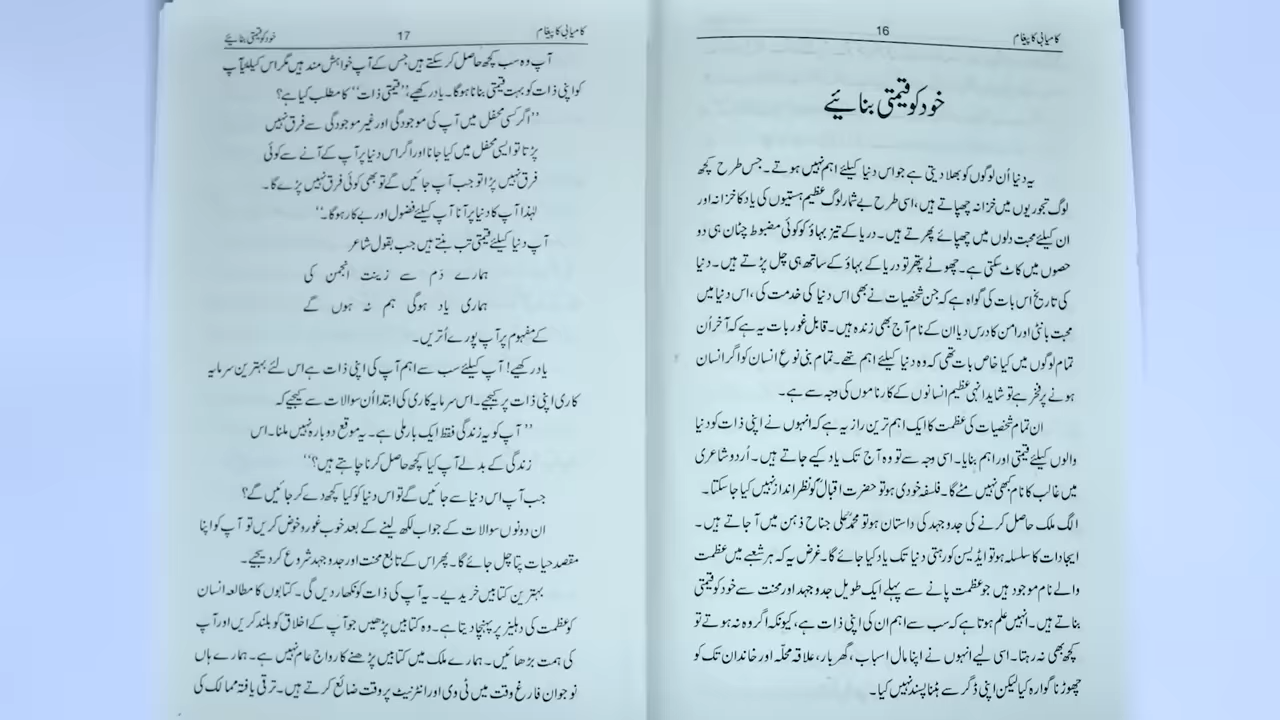 کامیابی کا پیغام
16
خود کو قیمتی بنائیے
یہ دنیا اُن لوگوں کو بھلا دیتی ہے جو اس دنیا کیلئے اہم نہیں ہوتے۔ جس طرح کچھ
لوگ تجوریوں میں خزانہ چھپاتے ہیں، اسی طرح بے شمار لوگ عظیم ہستیوں کی یاد کا خزانہ اور
ان کیلئے محبت دلوں میں چھپائے پھرتے ہیں۔ دریا کے تیز بہاؤ کو کوئی مضبوط چٹان ہی دو
حصوں میں کاٹ سکتی ہے۔ چھوٹے پتھر تو دریا کے بہاؤ کے ساتھ ہی چل پڑتے ہیں۔ دنیا
کی تاریخ اس بات کی گواہ ہے کہ جن شخصیات نے بھی اس دنیا کی خدمت کی، اس دنیا میں
محبت بانٹی اور امن کا درس دیا ان کے نام آج بھی زندہ ہیں۔ قابل غور بات یہ ہے کہ آخر اُن
تمام لوگوں میں کیا خاص بات تھی کہ وہ دنیا کیلئے اہم تھے۔ تمام بنی نوع انسان کو اگر انسان
ہونے پر فخر ہے تو شاید انہی عظیم انسانوں کے کارناموں کی وجہ سے ہے۔
ان تمام شخصیات کی عظمت کا ایک اہم ترین راز یہ ہے کہ انہوں نے اپنی ذات کو دنیا
والوں کیلئے قیمتی اور اہم بنایا۔ اسی وجہ سے تو وہ آج تک یاد کیے جاتے ہیں۔ اُردو شاعری
میں غالب کا نام کبھی نہیں مٹے گا۔ فلسفہ خودی ہو تو حضرت اقبالؒ کو نظر انداز نہیں کیا جا سکتا۔
الگ ملک حاصل کرنے کی جدوجہد کی داستان ہو تو محمد علی جناح ذہن میں آ جاتے ہیں۔
ایجادات کا سلسلہ ہو تو ایڈیسن کو رہتی دنیا تک یاد کیا جائے گا۔ غرض یہ کہ ہر شعبے میں عظمت
والے نام موجود ہیں جو عظمت پانے سے پہلے ایک طویل جدوجہد اور محنت سے خود کو قیمتی
بناتے ہیں۔ انہیں علم ہوتا ہے کہ سب سے اہم ان کی اپنی ذات ہے، کیونکہ اگر وہ نہ ہوتے تو
کچھ بھی نہ رہتا۔ اسی لیے انہوں نے اپنا مال اسباب، گھر بار، علاقہ محلّہ اور خاندان تک کو
چھوڑنا گوارہ کیا لیکن اپنی ڈگر سے ہٹنا پسند نہیں کیا۔
کامیابی کا پیغام
17
خود کو قیمتی بنائیے
آپ وہ سب کچھ حاصل کر سکتے ہیں جس کے آپ خواہش مند ہیں مگر اس کیلئے آپ
کو اپنی ذات کو بہت قیمتی بنانا ہوگا۔ یاد رکھیے، ’’قیمتی ذات‘‘ کا مطلب کیا ہے؟
’’اگر کسی محفل میں آپ کی موجودگی اور غیر موجودگی سے فرق نہیں
پڑتا تو ایسی محفل میں کیا جانا اور اگر اس دنیا پر آپ کے آنے سے کوئی
فرق نہیں پڑا تو جب آپ جائیں گے تو بھی کوئی فرق نہیں پڑے گا۔
لہٰذا آپ کا دنیا پر آنا آپ کیلئے فضول اور بے کار ہوگا۔‘‘
آپ دنیا کیلئے قیمتی تب بنتے ہیں جب بقول شاعر
ہمارے دَم سے زینت انجمن کی
ہماری یاد ہوگی ہم نہ ہوں گے
کے مفہوم پر آپ پورے اُتریں۔
یاد رکھیے! آپ کیلئے سب سے اہم آپ کی اپنی ذات ہے اس لئے بہترین سرمایہ
کاری اپنی ذات پر کیجیے۔ اس سرمایہ کاری کی ابتدا اُن سوالات سے کیجیے کہ
’’آپ کو یہ زندگی فقط ایک بار ملی ہے۔ یہ موقع دوبارہ نہیں ملنا۔ اس
زندگی کے بدلے آپ کیا کچھ حاصل کرنا چاہتے ہیں؟‘‘
جب آپ اس دنیا سے جائیں گے تو اس دنیا کو کیا کچھ دے کر جائیں گے؟
ان دونوں سوالات کے جواب لکھ لینے کے بعد خوب غور و خوض کریں تو آپ کو اپنا
مقصد حیات پتا چل جائے گا۔ پھر اس کے تابع محنت اور جدوجہد شروع کر دیجیے۔
بہترین کتابیں خریدیے۔ یہ آپ کی ذات کو نکھار دیں گی۔ کتابوں کا مطالعہ انسان
کو عظمت کی دہلیز پر پہنچا دیتا ہے۔ وہ کتابیں پڑھیں جو آپ کے اخلاق کو بلند کریں اور آپ
کی ہمت بڑھائیں۔ ہمارے ملک میں کتابیں پڑھنے کا رواج عام نہیں ہے۔ ہمارے ہاں
نوجوان فارغ وقت میں ٹی وی اور انٹرنیٹ پر وقت ضائع کرتے ہیں۔ ترقی یافتہ ممالک کی